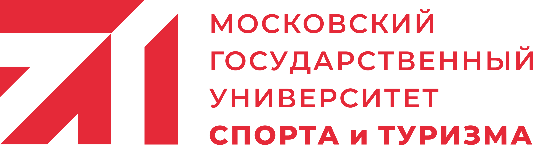 МОСКОВСКИЙ
ГОСУДАРСТВЕННЫЙ
УНИВЕРСИТЕТ
СПОРТА и ТУРИЗМА